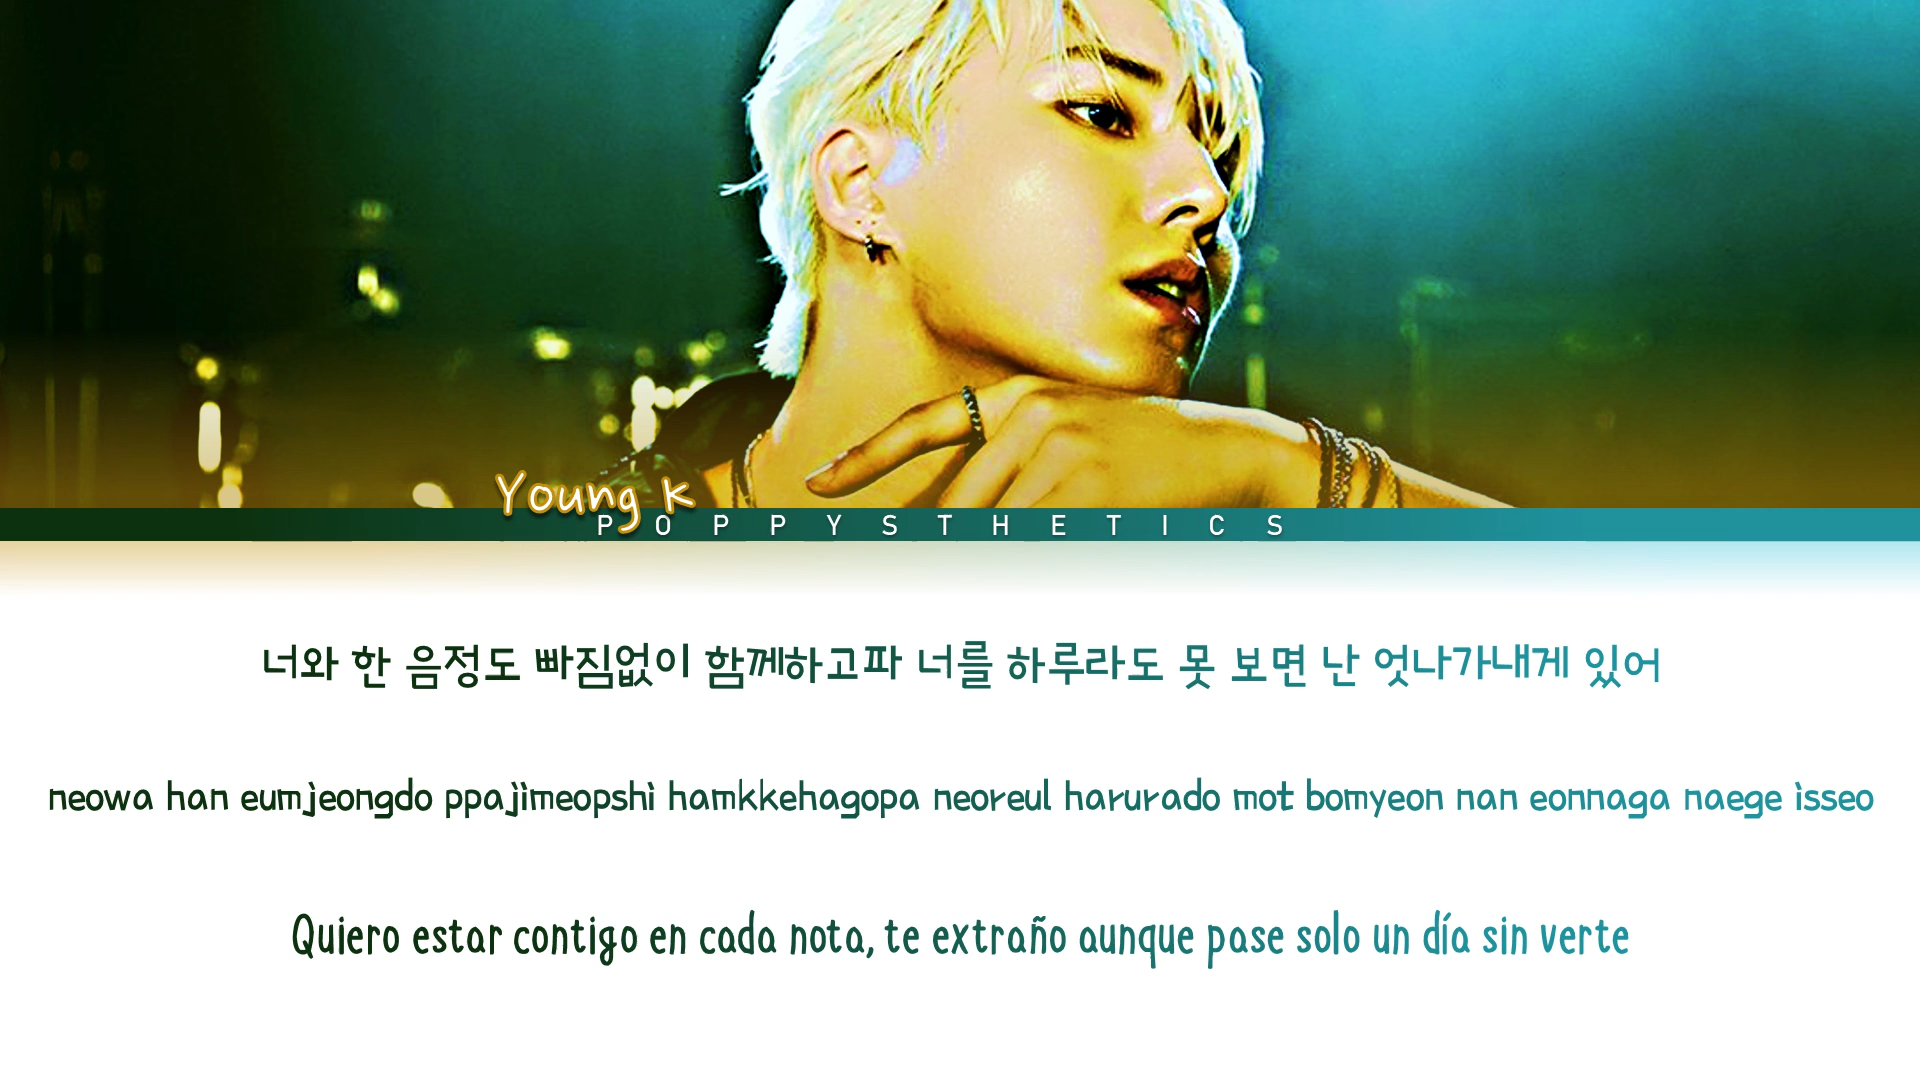 Young K
POPPYSTHETICS
너와 한 음정도 빠짐없이 함께하고파 너를 하루라도 못 보면 난 엇나가내게 있어
neowa han eumjeongdo ppajimeopshi hamkkehagopa neoreul harurado mot bomyeon nan eonnaga naege isseo
Quiero estar contigo en cada nota, te extraño aunque pase solo un día sin verte